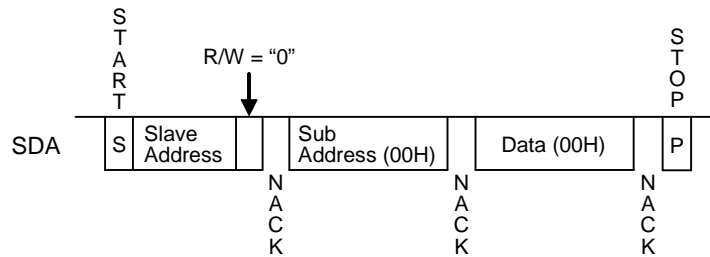 START
R/W = “0”
STOP
SDA
S
Slave
Address
Sub
Address (00H)
Data (00H)
P
NACK
NACK
NACK